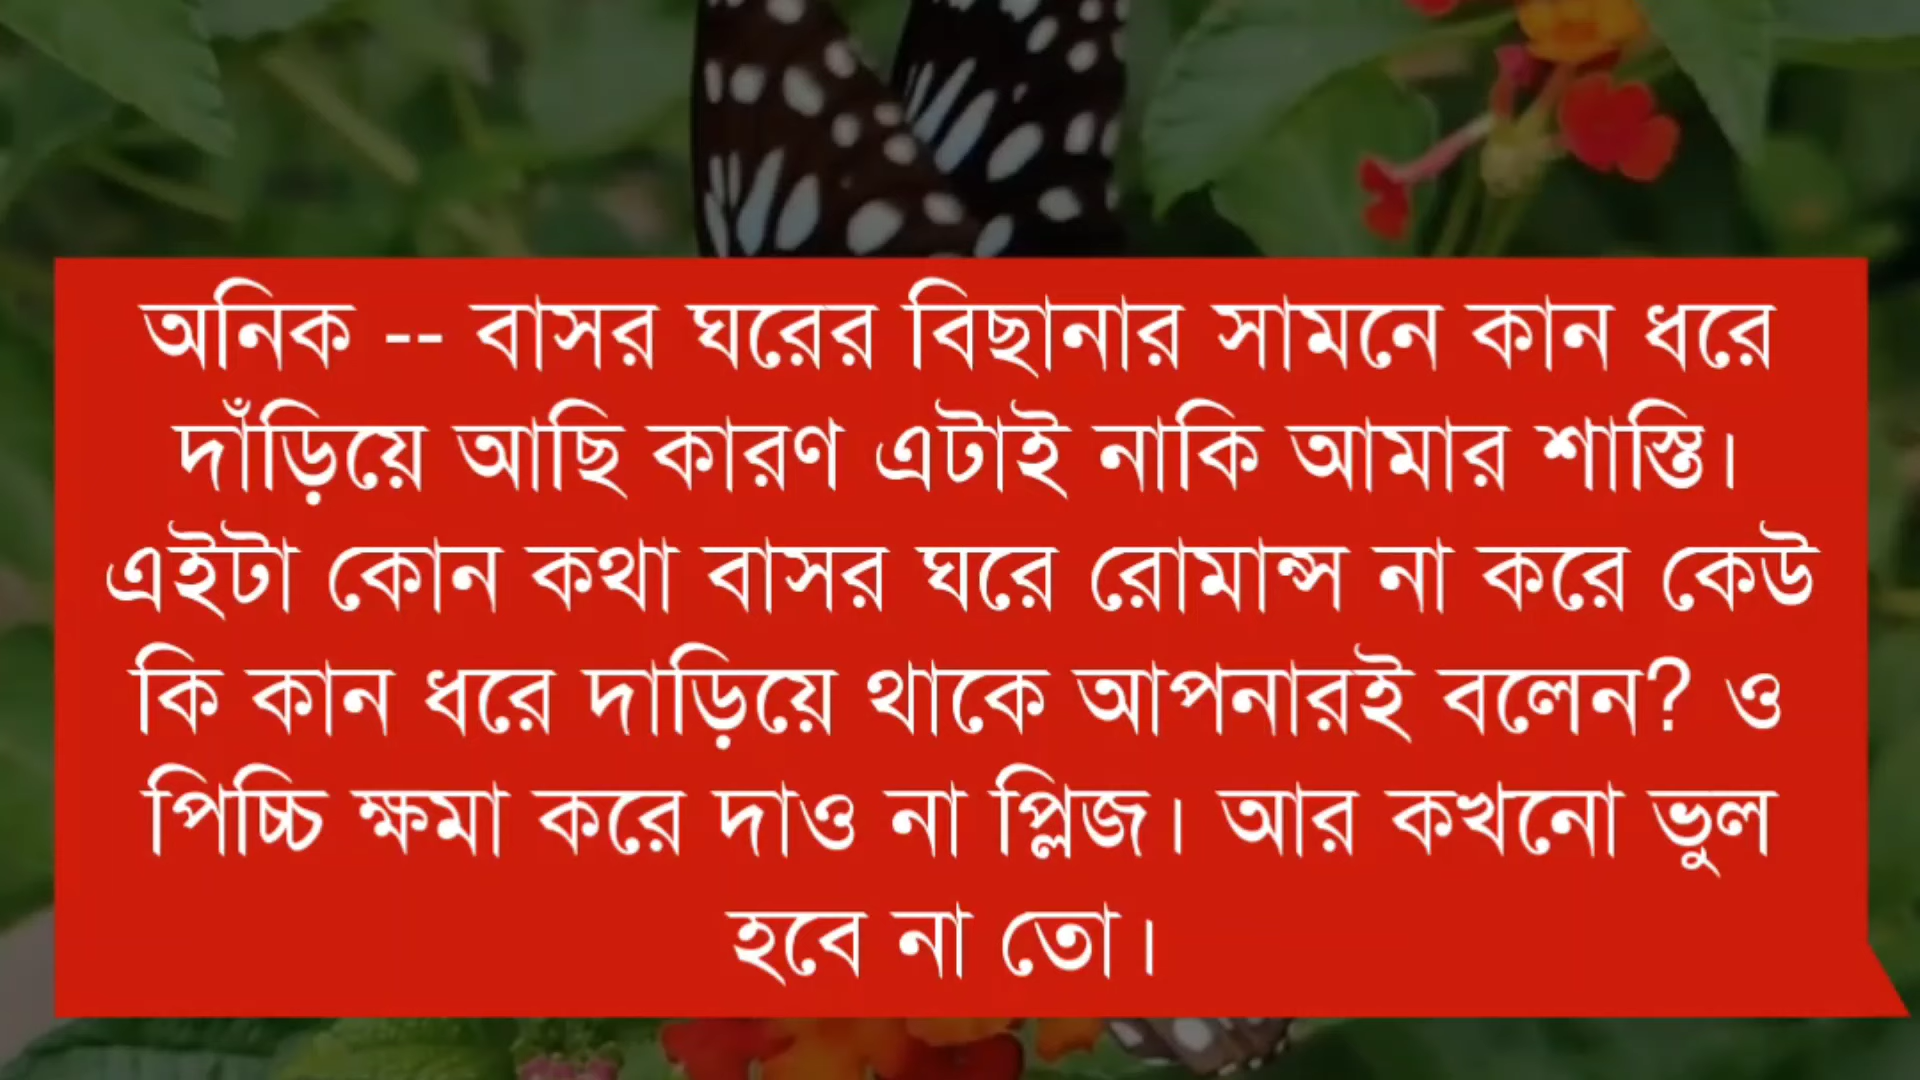 অনিক -- বাসর ঘরের বিছানার সামনে কান ধরে
দাঁড়িয়ে আছি কারণ এটাই নাকি আমার শাস্তি।
এইটা কোন কথা বাসর ঘরে রোমান্স না করে কেউ
কি কান ধরে দাড়িয়ে থাকে আপনারই বলেন? ও
পিচ্চি ক্ষমা করে দাও না প্লিজ। আর কখনো ভুল
হবে না তো।